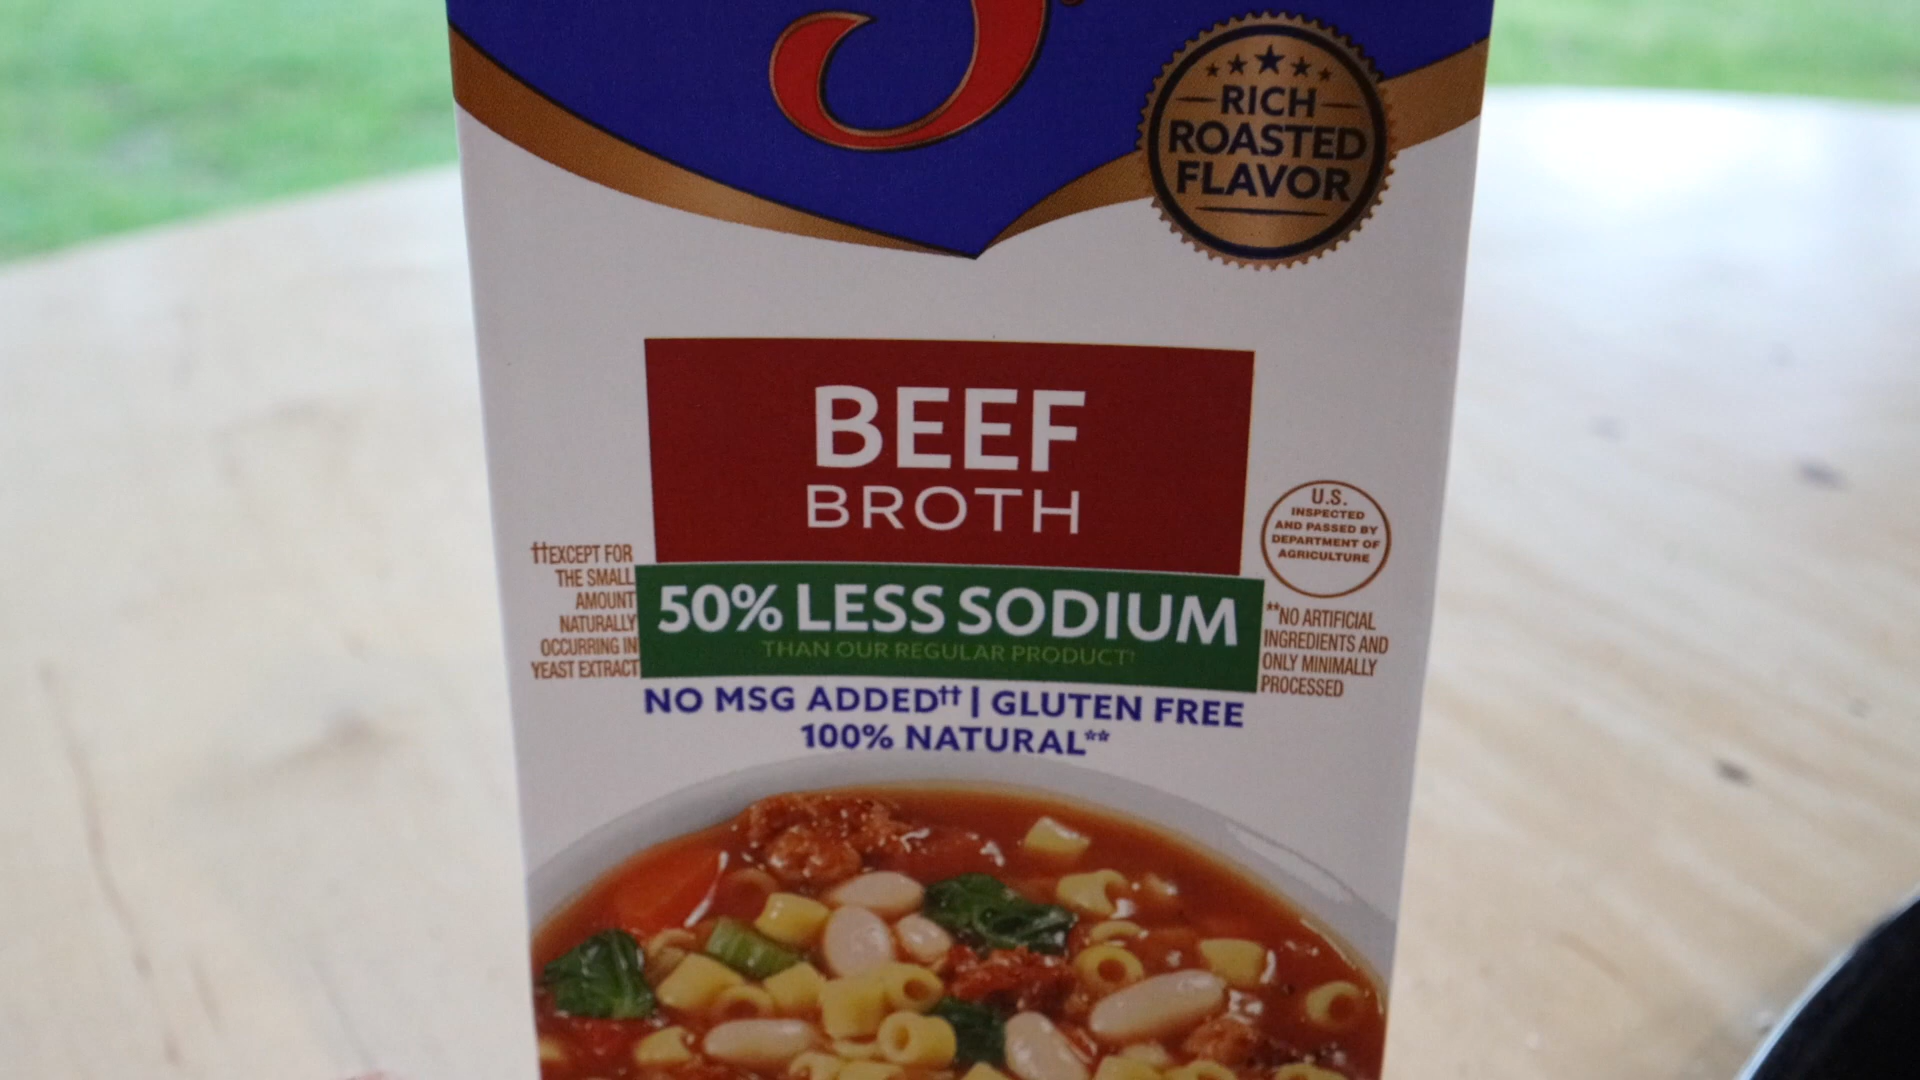 RICH
ROASTED
FLAVOR
BEEF
BROTH
U.S.
INSPECTED
AND PASSED BY
DEPARTMENT OF
AGRICULTURE
††EXCEPT FOR
THE SMALL
AMOUNT
NATURALLY
OCCURRING IN
YEAST EXTRACT
50% LESS SODIUM
THAN OUR REGULAR PRODUCT†
**NO ARTIFICIAL
INGREDIENTS AND
ONLY MINIMALLY
PROCESSED
NO MSG ADDED†† | GLUTEN FREE
100% NATURAL**